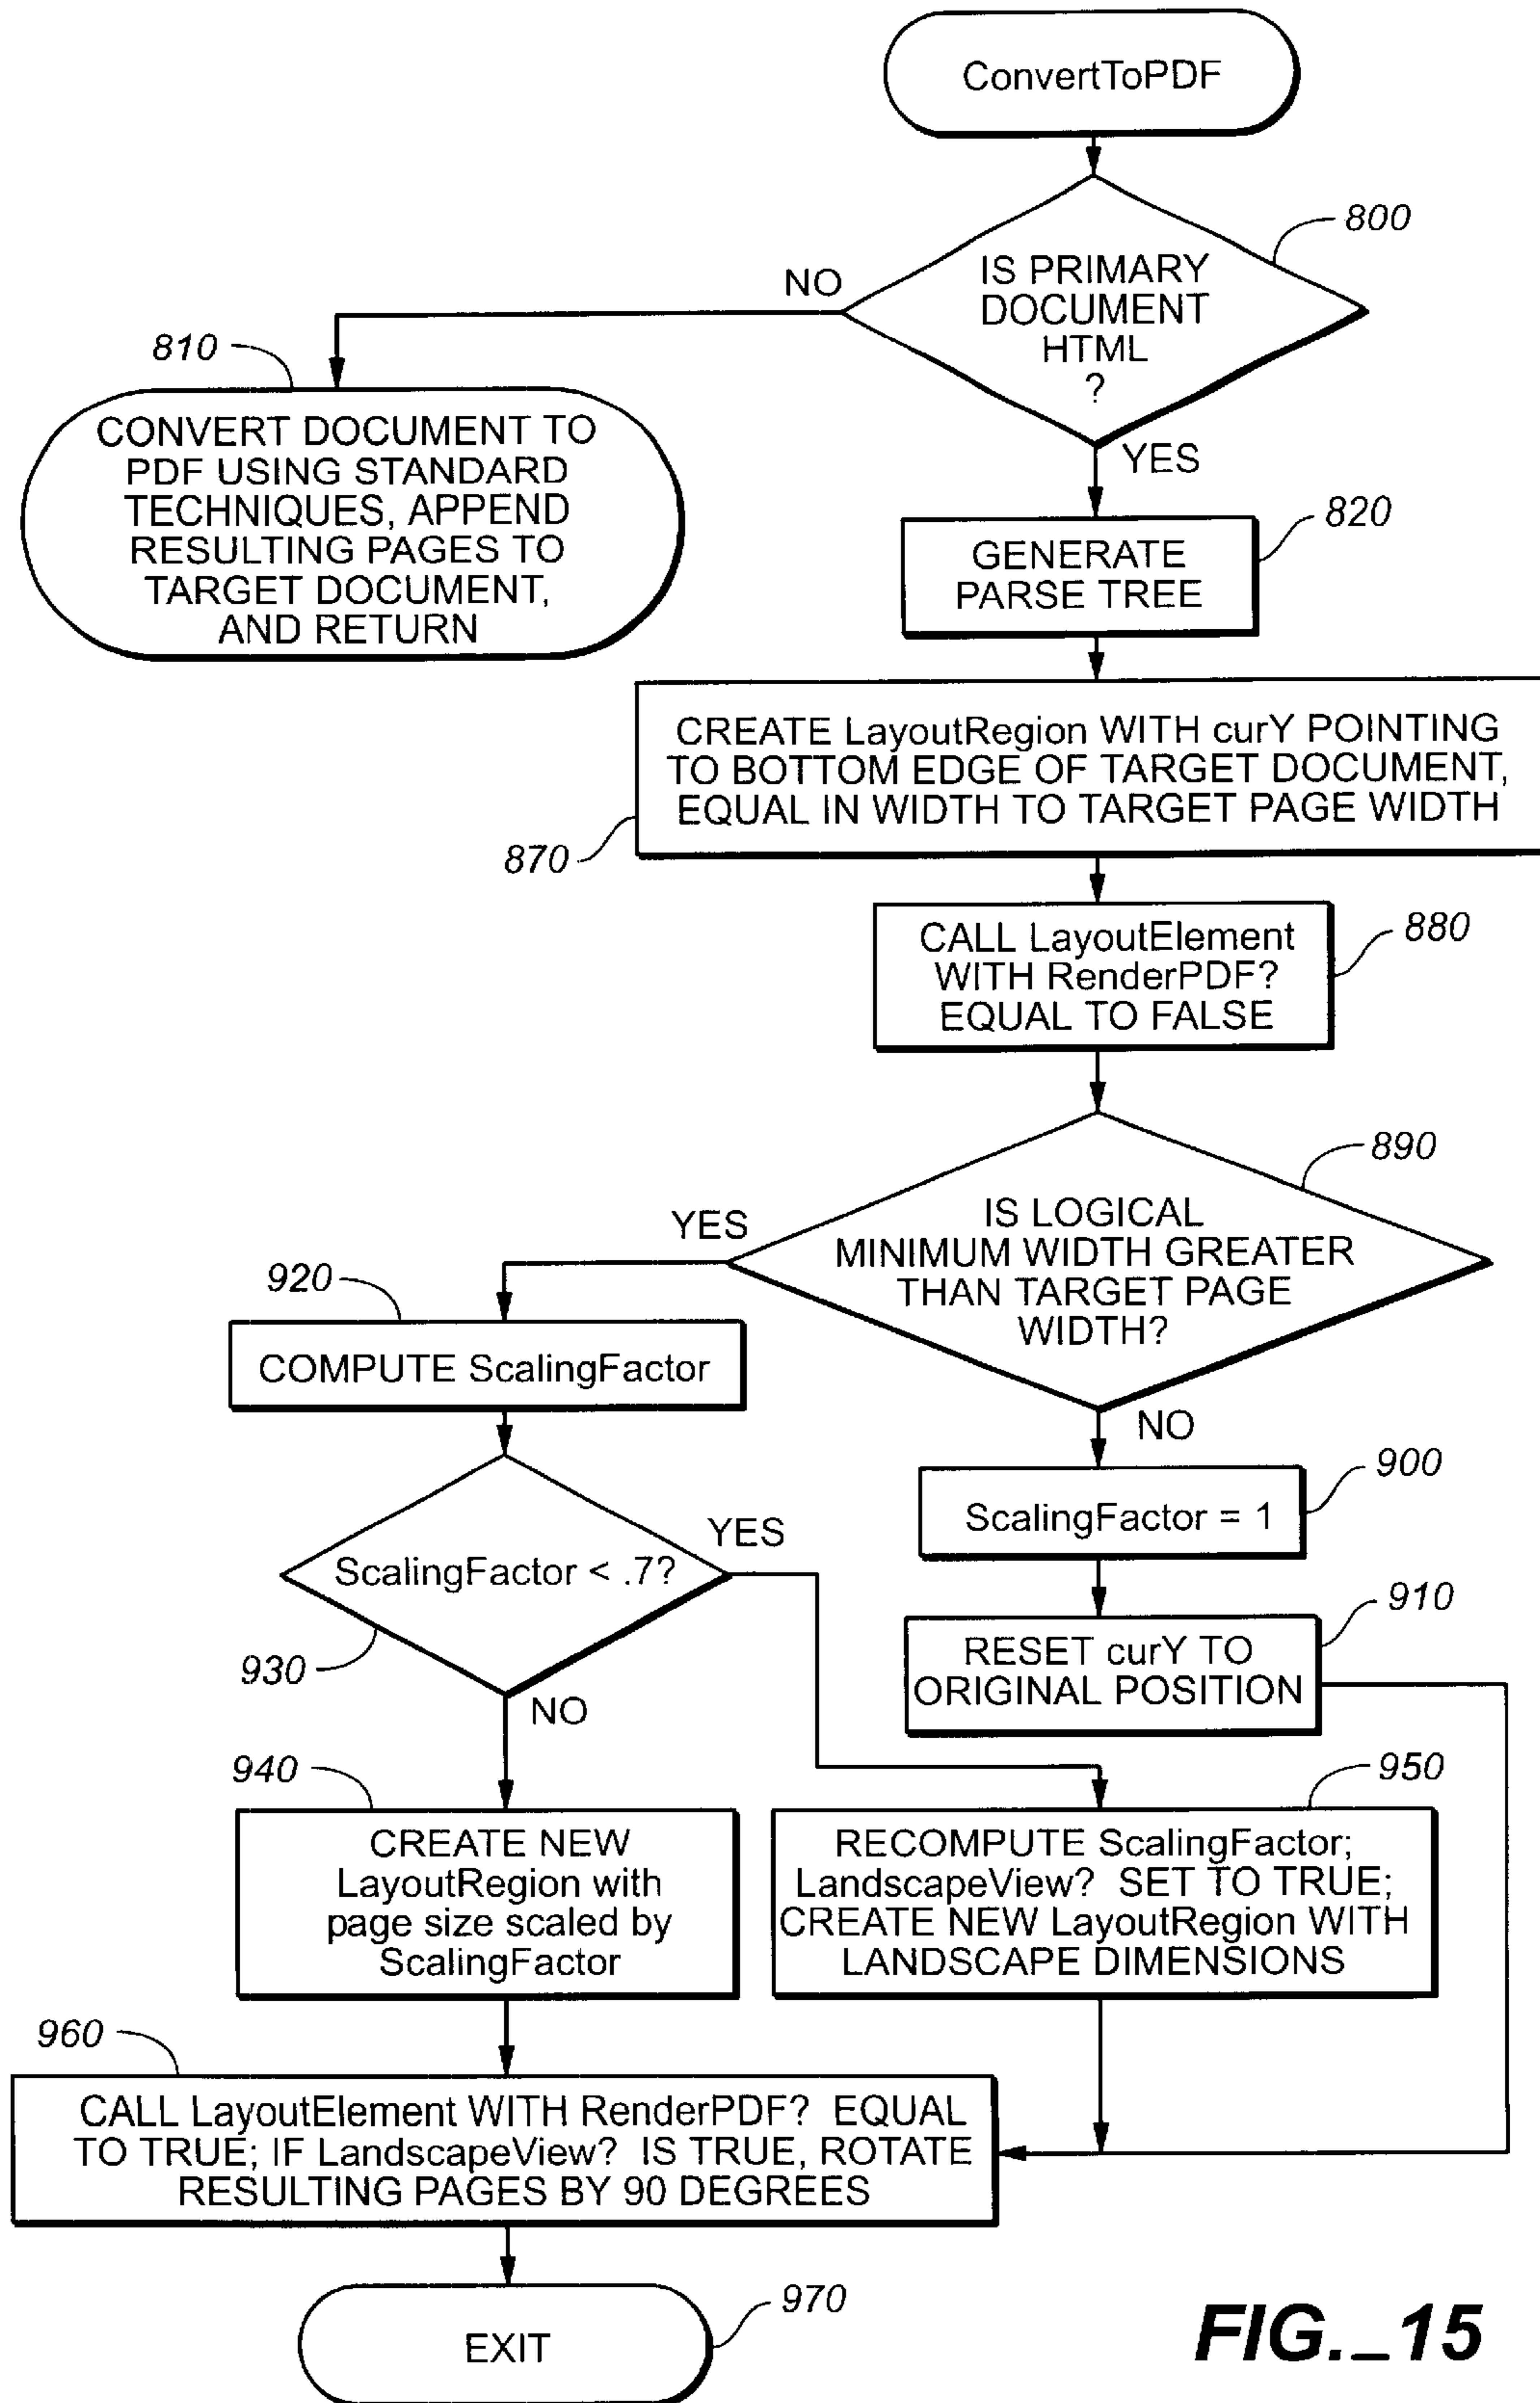 ConvertToPDF
800
IS PRIMARY
DOCUMENT
HTML
?
NO
YES
810
CONVERT DOCUMENT TO
PDF USING STANDARD
TECHNIQUES, APPEND
RESULTING PAGES TO
TARGET DOCUMENT,
AND RETURN
820
GENERATE
PARSE TREE
CREATE LayoutRegion WITH curY POINTING
TO BOTTOM EDGE OF TARGET DOCUMENT,
EQUAL IN WIDTH TO TARGET PAGE WIDTH
870
CALL LayoutElement
WITH RenderPDF?
EQUAL TO FALSE
880
890
IS LOGICAL
MINIMUM WIDTH GREATER
THAN TARGET PAGE
WIDTH?
YES
NO
920
COMPUTE ScalingFactor
ScalingFactor < .7?
YES
930
NO
900
ScalingFactor = 1
910
RESET curY TO
ORIGINAL POSITION
940
CREATE NEW
LayoutRegion with
page size scaled by
ScalingFactor
950
RECOMPUTE ScalingFactor;
LandscapeView? SET TO TRUE;
CREATE NEW LayoutRegion WITH
LANDSCAPE DIMENSIONS
960
CALL LayoutElement WITH RenderPDF? EQUAL
TO TRUE; IF LandscapeView? IS TRUE, ROTATE
RESULTING PAGES BY 90 DEGREES
970
EXIT
FIG._15